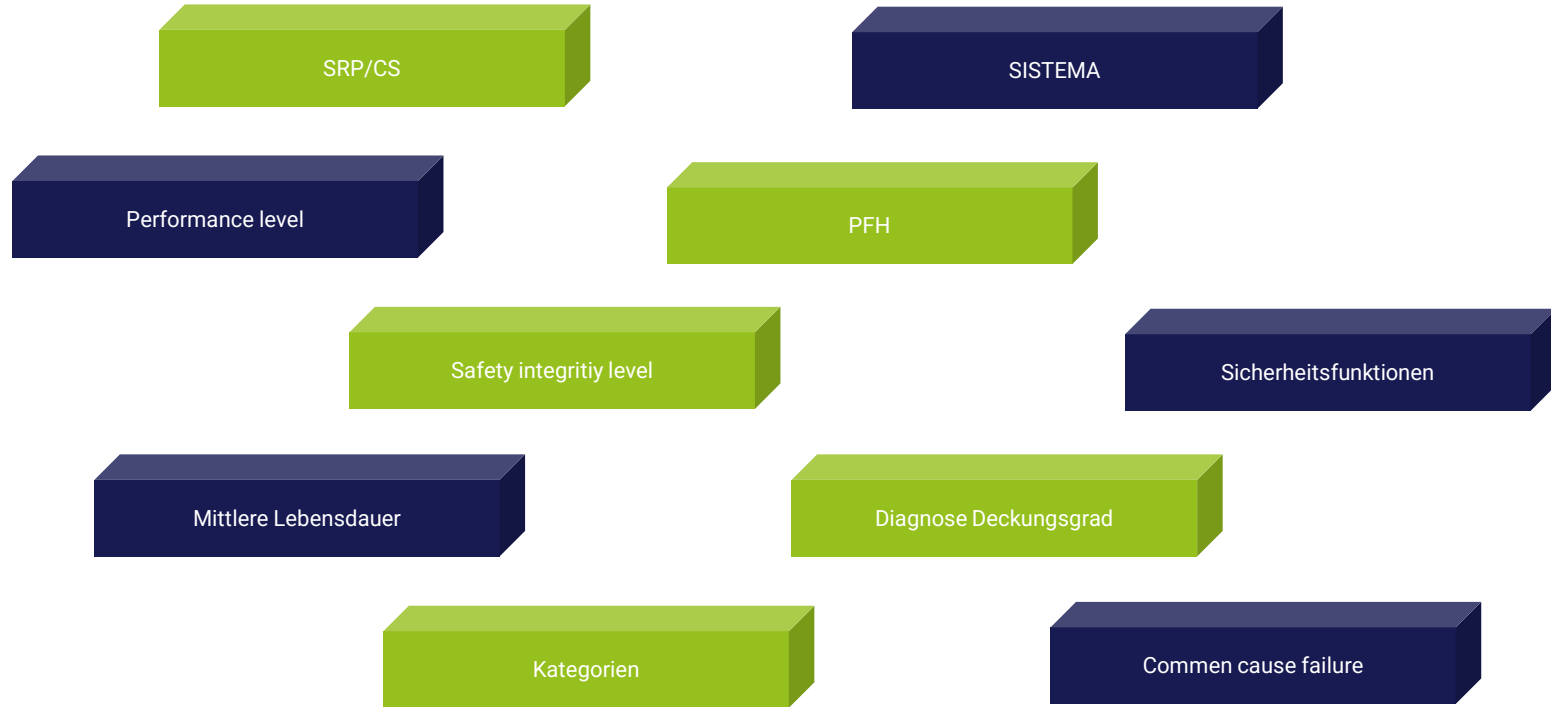 SRP/CS
SISTEMA
Performance level
PFH
Safety integritiy level
Sicherheitsfunktionen
Mittlere Lebensdauer
Diagnose Deckungsgrad
Kategorien
Commen cause failure